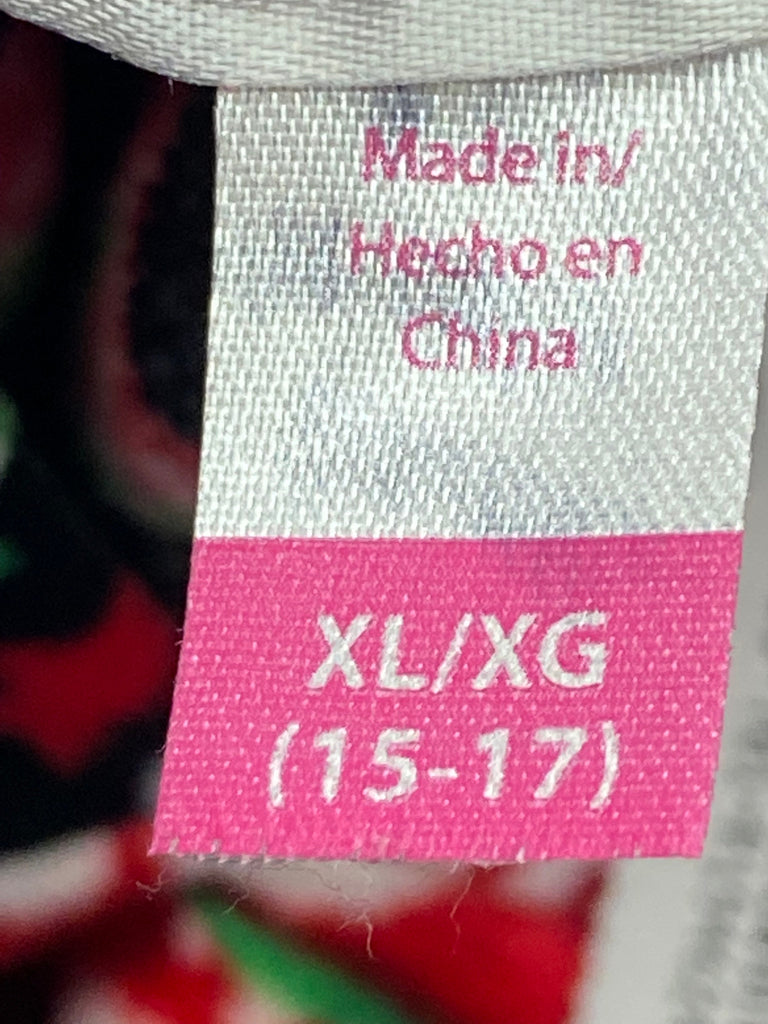 Made in/
Hecho en
China
XL/XG
(15-17)